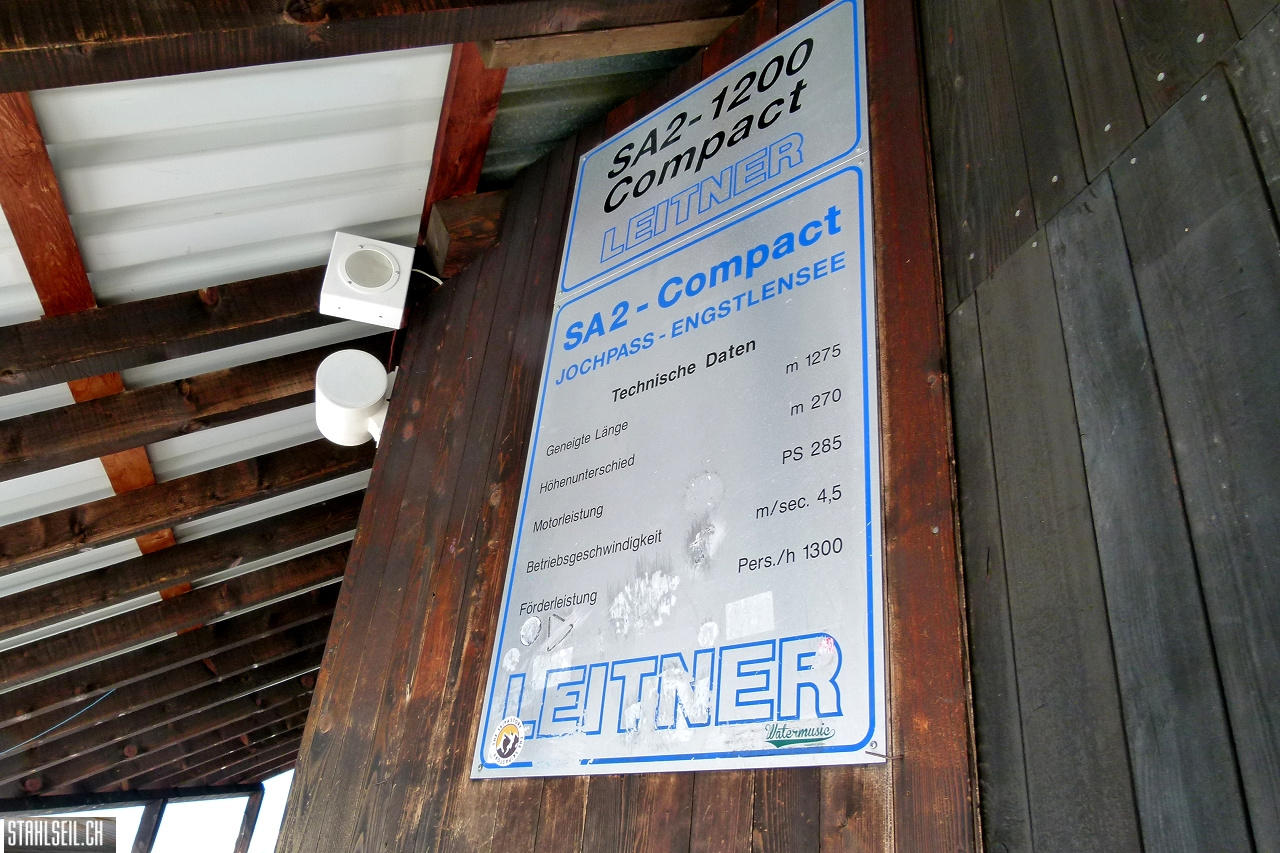 SA2-1200
Compact
LEITNER
SA2 - Compact
JOCHPASS - ENGSTLENSEE
Technische Daten
Geneigte Länge m 1275
Höhenunterschied m 270
Motorleistung PS 285
Betriebsgeschwindigkeit m/sec. 4,5
Förderleistung Pers./h 1300
LEITNER
Watermusic
STAHLSEIL.CH